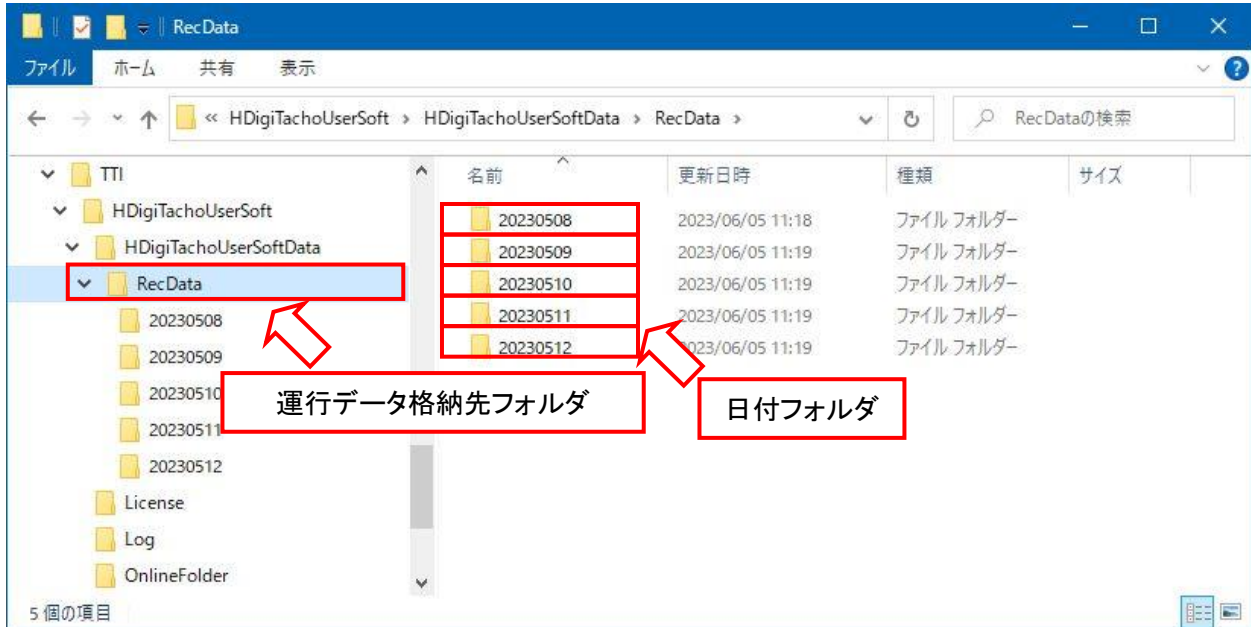 RecData
ファイル ホーム 共有 表示
« HDigiTachoUserSoft › HDigiTachoUserSoftData › RecData › RecDataの検索
TTI
HDigiTachoUserSoft
HDigiTachoUserSoftData
RecData
20230508
20230509
20230510
20230511
20230512
License
Log
OnlineFolder
名前 更新日時 種類 サイズ
20230508 2023/06/05 11:18 ファイル フォルダー
20230509 2023/06/05 11:19 ファイル フォルダー
20230510 2023/06/05 11:19 ファイル フォルダー
20230511 2023/06/05 11:19 ファイル フォルダー
20230512 2023/06/05 11:19 ファイル フォルダー
運行データ格納先フォルダ
日付フォルダ
5 個の項目